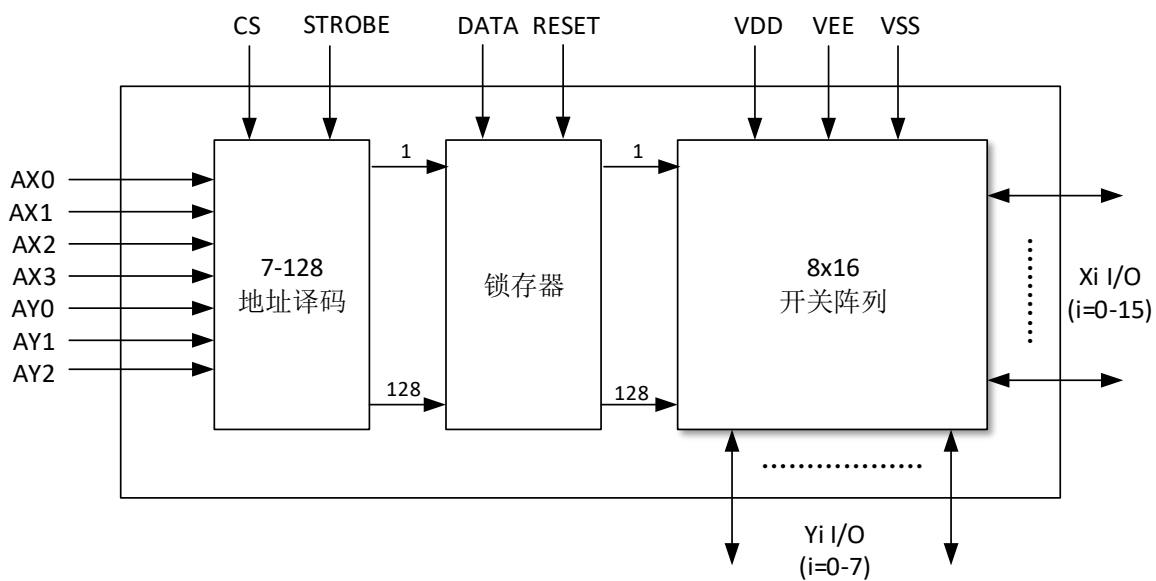 CS STROBE DATA RESET VDD VEE VSS
AX0
AX1
AX2
AX3
AY0
AY1
AY2
7-128
地址译码
1
128
锁存器
1
128
8x16
开关阵列
Xi I/O
(i=0-15)
Yi I/O
(i=0-7)